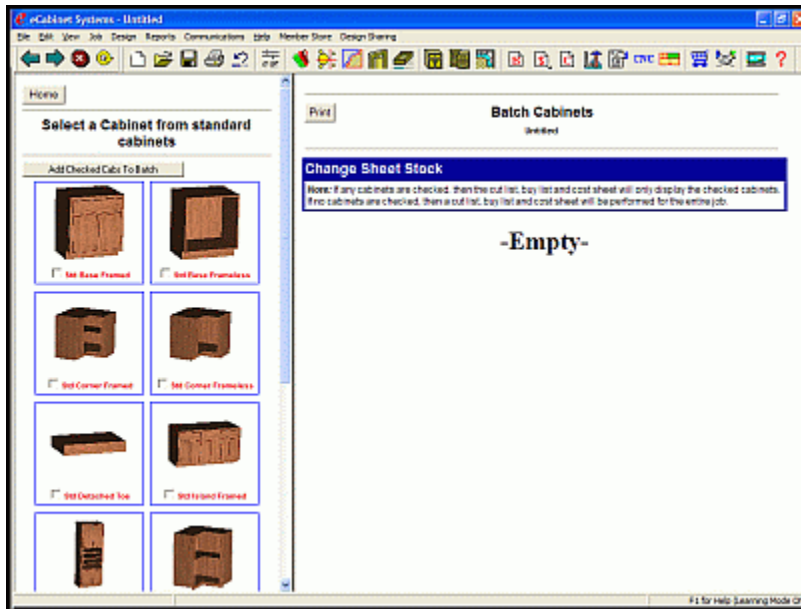 eCabinet Systems - Untitled
File Edit View Job Design Reports Communications Help Member Store Design Sharing
CNC
Home
Select a Cabinet from standard
cabinets
Add Checked Cabs To Batch
Std Base Framed
Std Base Frameless
Std Corner Framed
Std Corner Frameless
Std Detached Toe
Std Island Framed
Print
Batch Cabinets
Untitled
Change Sheet Stock
Note: If any cabinets are checked, then the cut list, buy list and cost sheet will only display the checked cabinets.
If no cabinets are checked, then a cut list, buy list and cost sheet will be performed for the entire job.
-Empty-
F1 for Help (Learning Mode